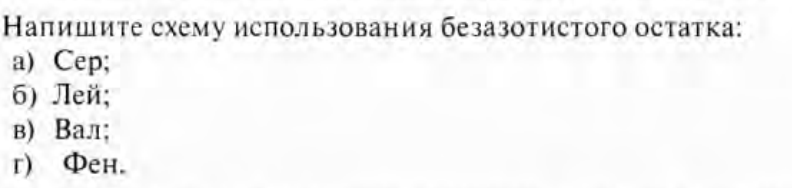 Напишите схему использования безазотистого остатка:
а) Сер;
б) Лей;
в) Вал;
г) Фен.